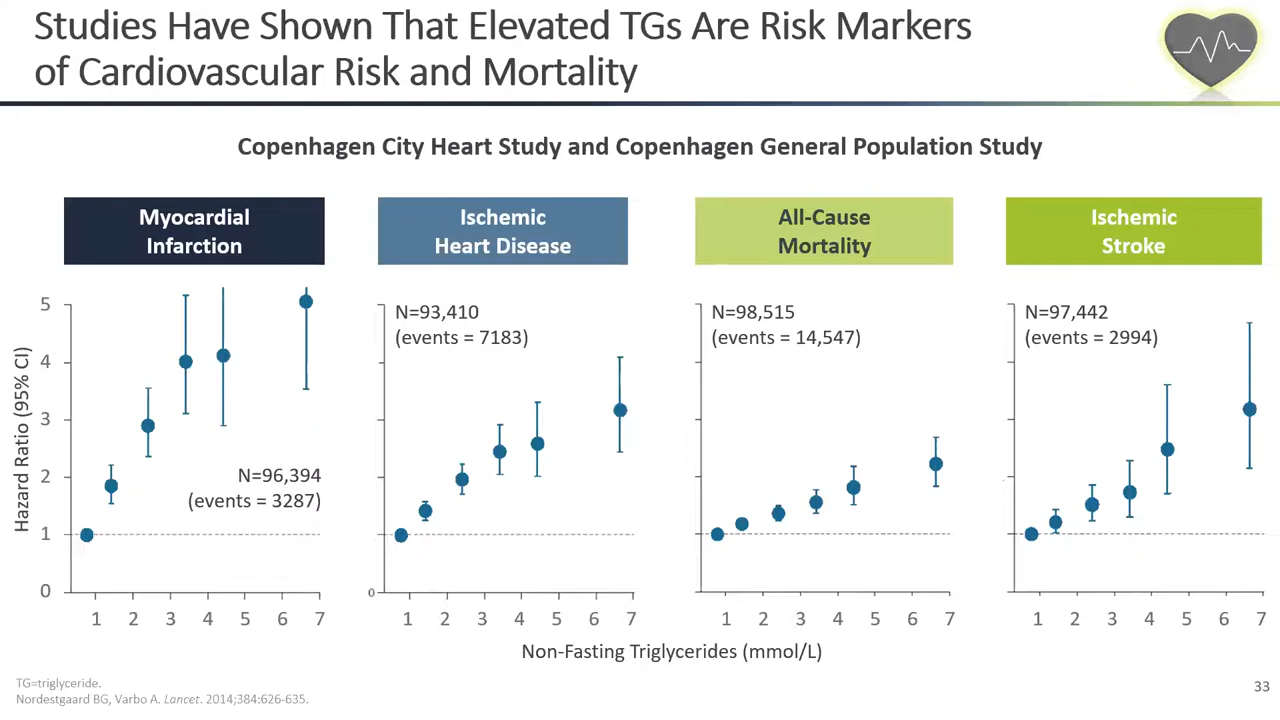 Studies Have Shown That Elevated TGs Are Risk Markers
of Cardiovascular Risk and Mortality
Copenhagen City Heart Study and Copenhagen General Population Study
Myocardial
Infarction
Ischemic
Heart Disease
All-Cause
Mortality
Ischemic
Stroke
Hazard Ratio (95% CI)
5
4
3
2
1
0
N=96,394
(events = 3287)
1 2 3 4 5 6 7
N=93,410
(events = 7183)
0
1 2 3 4 5 6 7
N=98,515
(events = 14,547)
1 2 3 4 5 6 7
N=97,442
(events = 2994)
1 2 3 4 5 6 7
Non-Fasting Triglycerides (mmol/L)
TG=triglyceride.
Nordestgaard BG, Varbo A. Lancet. 2014;384:626-635.
33